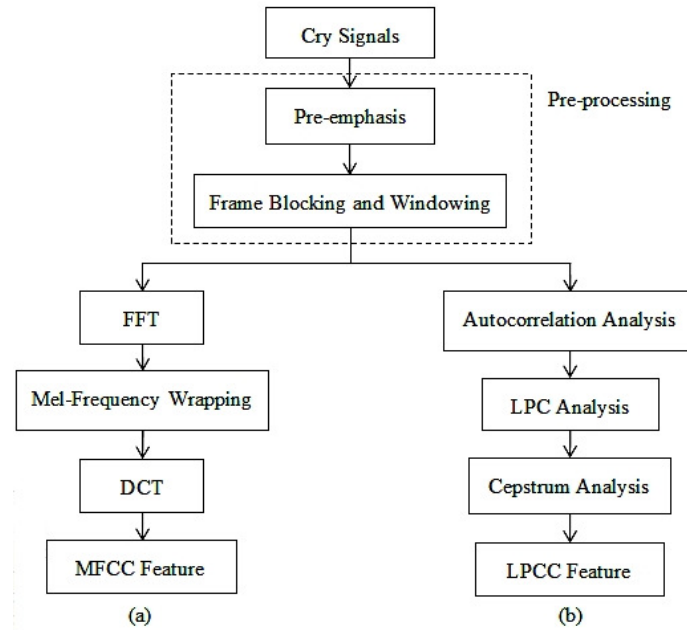 Cry Signals
Pre-processing
Pre-emphasis
Frame Blocking and Windowing
FFT
Mel-Frequency Wrapping
DCT
MFCC Feature
(a)
Autocorrelation Analysis
LPC Analysis
Cepstrum Analysis
LPCC Feature
(b)